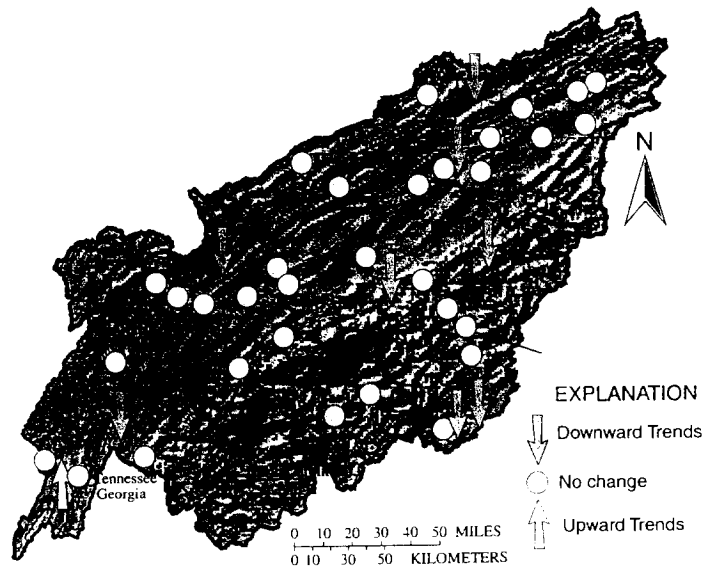 N
EXPLANATION
Downward Trends
No change
Upward Trends
Tennessee
Georgia
0 10 20 30 40 50 MILES
0 10 30 50 KILOMETERS